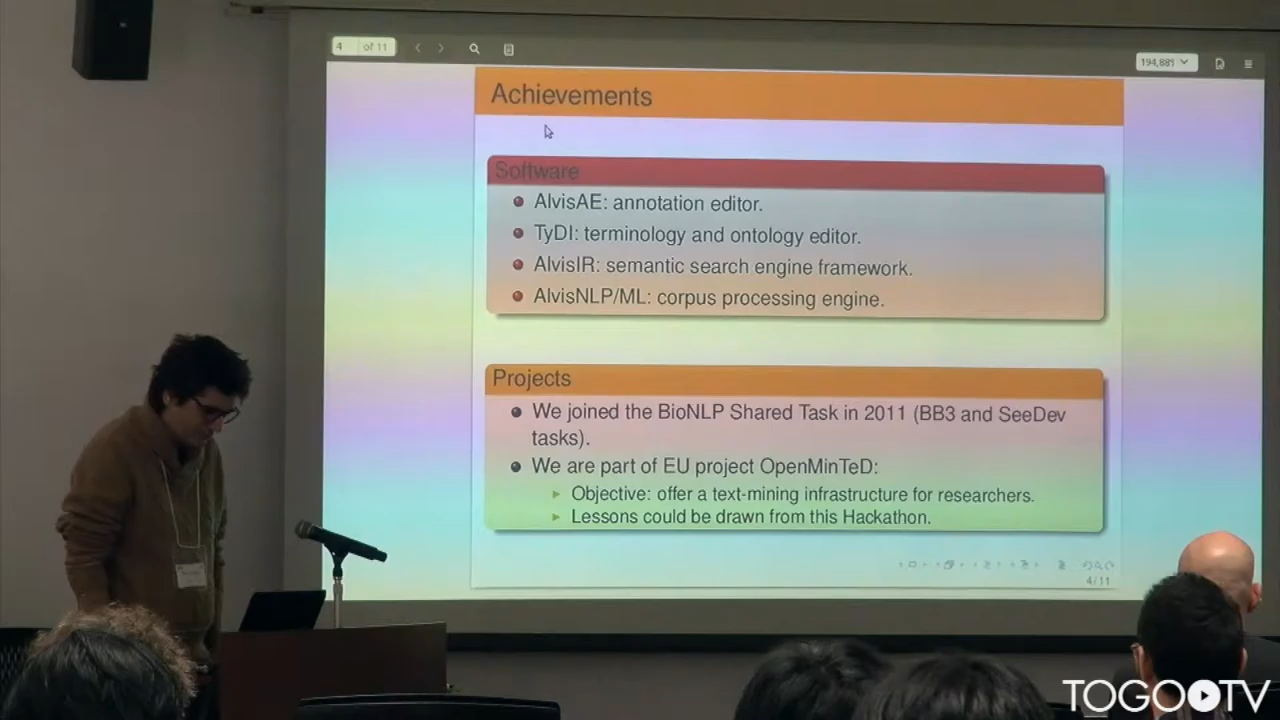 4 of 11
194,881
Achievements
Software
AlvisAE: annotation editor.
TyDI: terminology and ontology editor.
AlvisIR: semantic search engine framework.
AlvisNLP/ML: corpus processing engine.
Projects
We joined the BioNLP Shared Task in 2011 (BB3 and SeeDev
tasks).
We are part of EU project OpenMinTeD:
Objective: offer a text-mining infrastructure for researchers.
Lessons could be drawn from this Hackathon.
4/11
TOGOTV